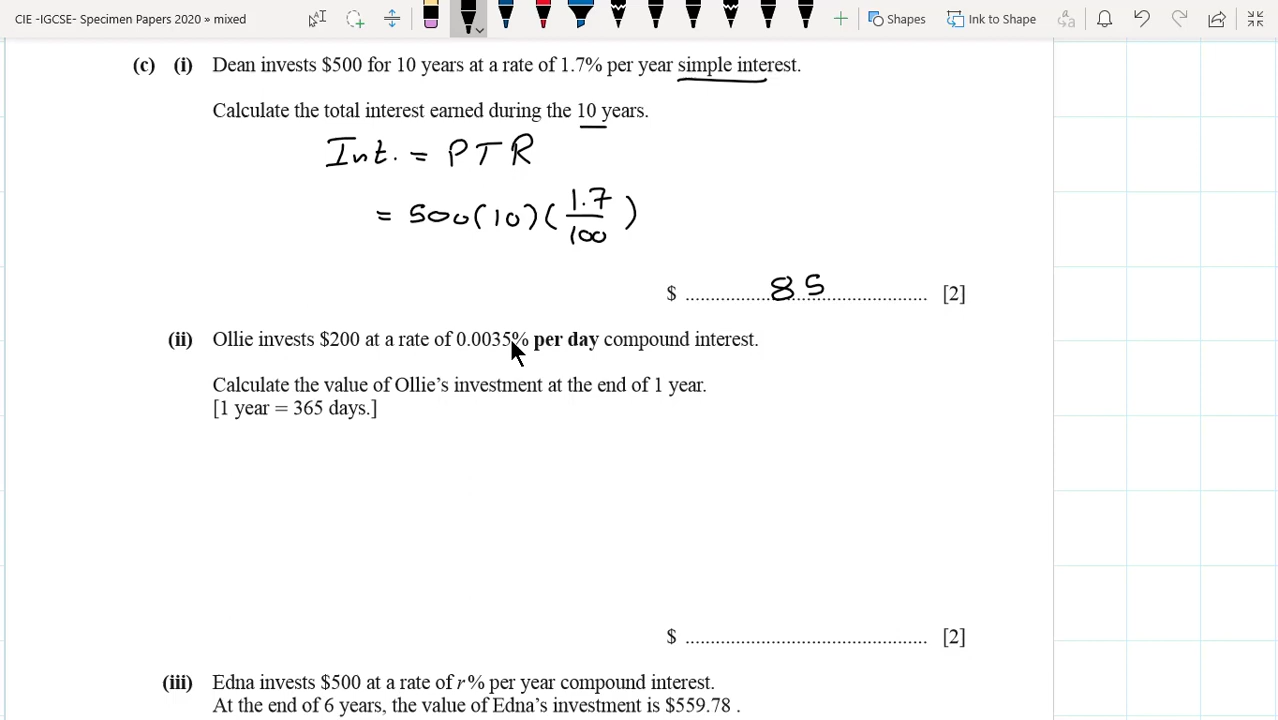 CIE -IGCSE- Specimen Papers 2020 » mixed
Shapes
Ink to Shape
(c) (i) Dean invests $500 for 10 years at a rate of 1.7% per year simple interest.
Calculate the total interest earned during the 10 years.
Int. = PTR
= 500(10)(1.7/100)
$ ................85................ [2]
(ii) Ollie invests $200 at a rate of 0.0035% per day compound interest.
Calculate the value of Ollie’s investment at the end of 1 year.
[1 year = 365 days.]
$ ................................................ [2]
(iii) Edna invests $500 at a rate of r% per year compound interest.
At the end of 6 years, the value of Edna’s investment is $559.78 .